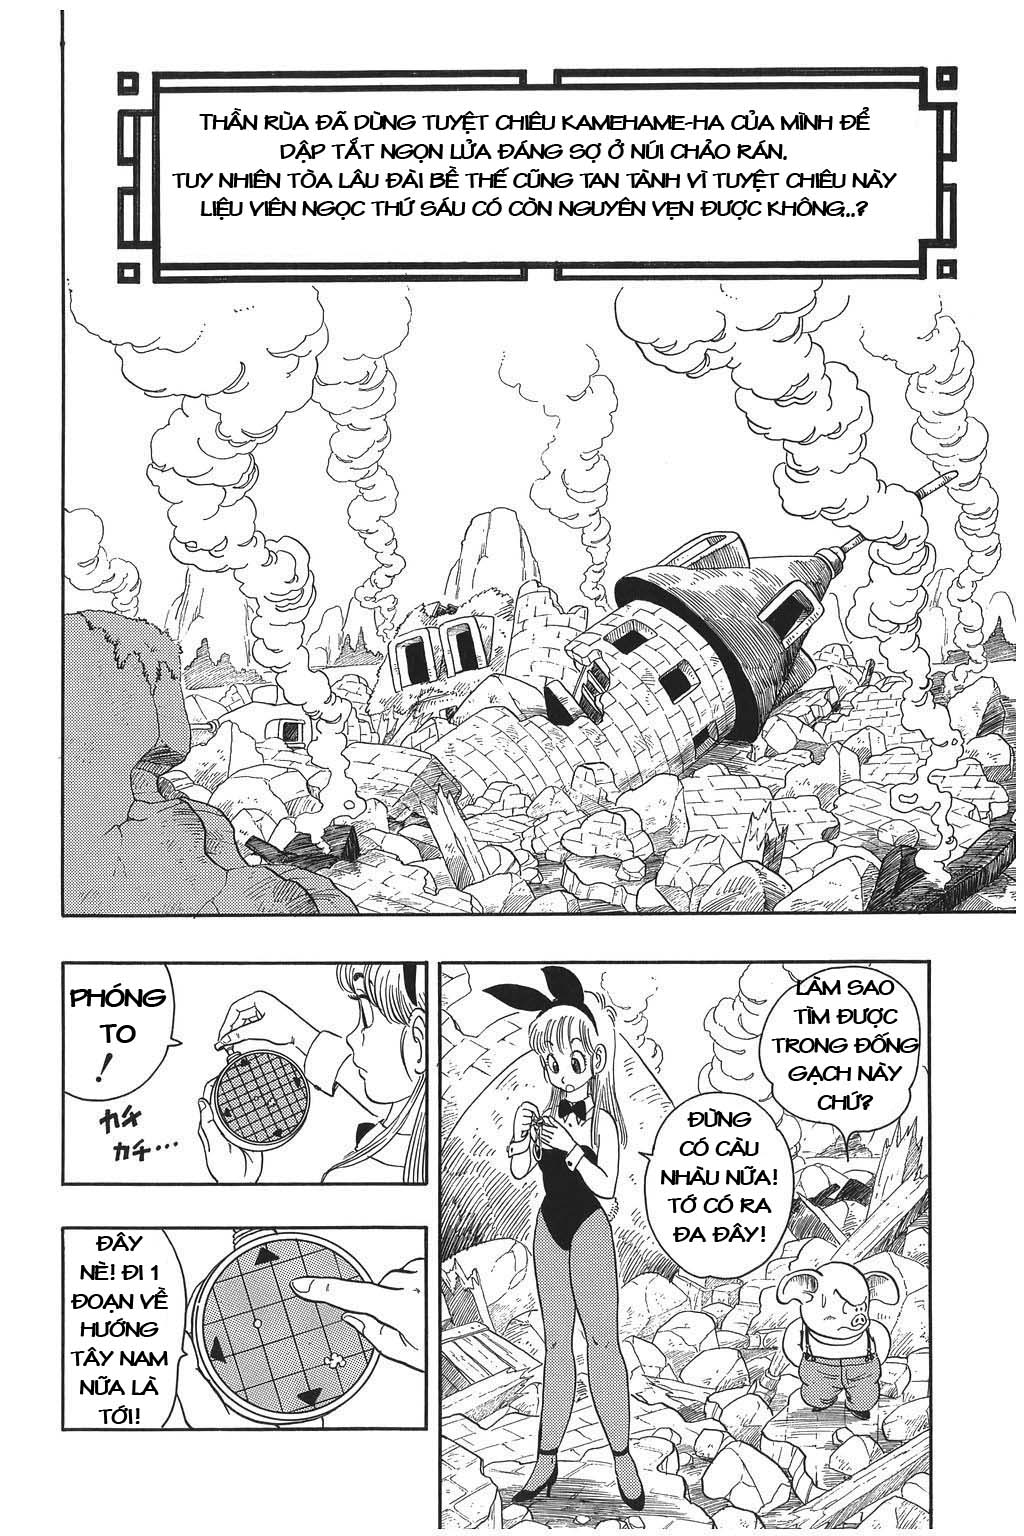 THẦN RÙA ĐÃ DÙNG TUYỆT CHIÊU KAMEHAME-HA CỦA MÌNH ĐỂ
DẬP TẮT NGỌN LỬA ĐÁNG SỢ Ở NÚI CHẢO RÁN.
TUY NHIÊN TÒA LÂU ĐÀI BỀ THẾ CŨNG TAN TÀNH VÌ TUYỆT CHIÊU NÀY
LIỆU VIÊN NGỌC THỨ SÁU CÓ CÒN NGUYÊN VẸN ĐƯỢC KHÔNG..?
LÀM SAO
TÌM ĐƯỢC
TRONG ĐỐNG
GẠCH NÀY
CHỨ?
ĐỪNG
CÓ CÀU
NHÀU NỮA!
TỚ CÓ RA
ĐA ĐÂY!
PHÓNG
TO
!
カチ
カチ…
ĐÂY
NÈ! ĐI 1
ĐOẠN VỀ
HƯỚNG
TÂY NAM
NỮA LÀ
TỚI!